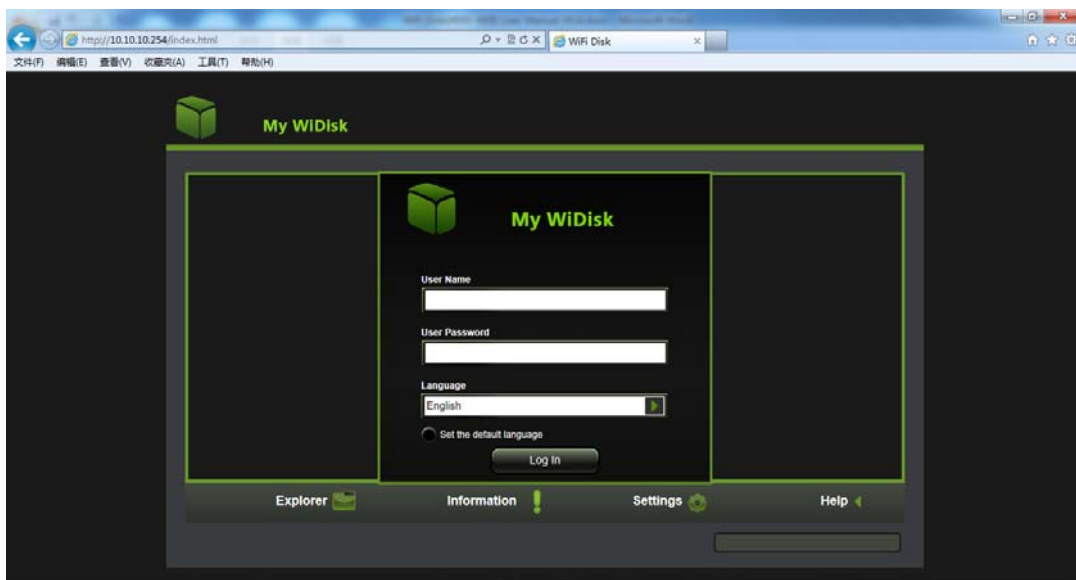 http://10.10.10.254/index.html
WiFi Disk
文件(F) 编辑(E) 查看(V) 收藏夹(A) 工具(T) 帮助(H)
My WiDisk
My WiDisk
User Name
User Password
Language
English
Set the default language
Log In
Explorer
Information
Settings
Help